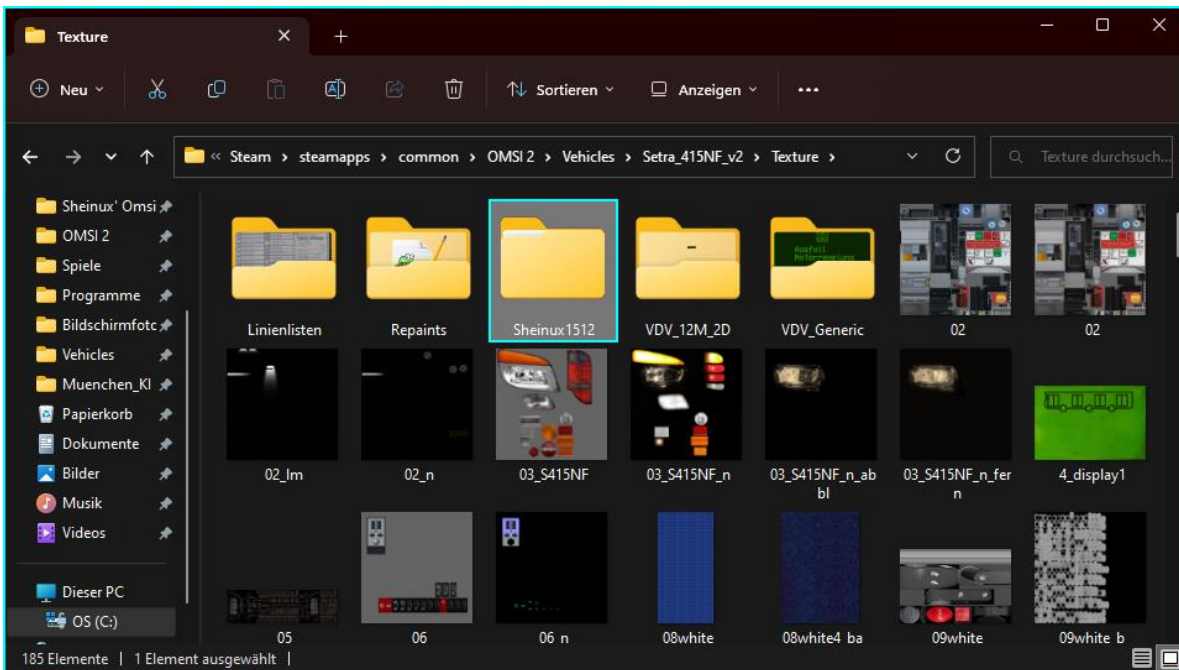 Texture
Neu
Sortieren
Anzeigen
Steam › steamapps › common › OMSI 2 › Vehicles › Setra_415NF_v2 › Texture ›
Texture durchsuch...
Sheinux' Omsi
OMSI 2
Spiele
Programme
Bildschirmfotc
Vehicles
Muenchen_KI
Papierkorb
Dokumente
Bilder
Musik
Videos
Dieser PC
OS (C:)
Ausfall
Linienlisten
Repaints
Sheinux1512
VDV_12M_2D
VDV_Generic
02
02
02_lm
02_n
03_S415NF
03_S415NF_n
03_S415NF_n_ab
bl
03_S415NF_n_fer
n
4_display1
05
06
06_n
08white
08white4_ba
09white
09white_b
185 Elemente | 1 Element ausgewählt |